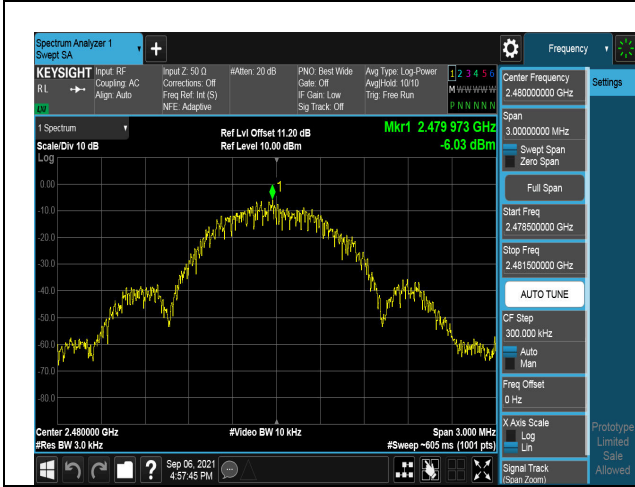 Spectrum Analyzer 1
Swept SA
+
Frequency
KEYSIGHT
Input: RF
Input Z: 50 Ω
#Atten: 20 dB
PNO: Best Wide
Avg Type: Log-Power
1 2 3 4 5 6
RL
Coupling: AC
Corrections: Off
Gate: Off
Avg|Hold: 10/10
M W W W W W
Align: Auto
Freq Ref: Int (S)
IF Gain: Low
Trig: Free Run
NFE: Adaptive
Sig Track: Off
P N N N N N
LXI
1 Spectrum
Ref Lvl Offset 11.20 dB
Mkr1 2.479 973 GHz
Scale/Div 10 dB
Ref Level 10.00 dBm
-6.03 dBm
Log
1
0.00
-10.0
-20.0
-30.0
-40.0
-50.0
-60.0
-70.0
-80.0
Center 2.480000 GHz
#Video BW 10 kHz
Span 3.000 MHz
#Res BW 3.0 kHz
#Sweep ~605 ms (1001 pts)
Center Frequency
2.480000000 GHz
Settings
Span
3.00000000 MHz
Swept Span
Zero Span
Full Span
Start Freq
2.478500000 GHz
Stop Freq
2.481500000 GHz
AUTO TUNE
CF Step
300.000 kHz
Auto
Man
Freq Offset
0 Hz
X Axis Scale
Log
Lin
Signal Track
(Span Zoom)
Prototype
Limited
Sale
Allowed
?
Sep 06, 2021
4:57:45 PM